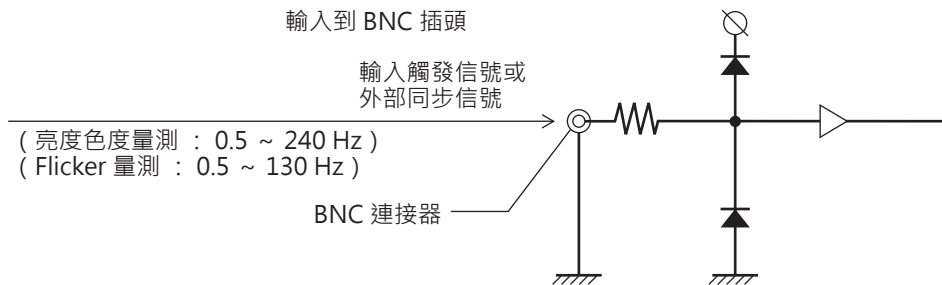 輸入到 BNC 插頭
輸入觸發信號或
外部同步信號
( 亮度色度量測 : 0.5 ~ 240 Hz )
( Flicker 量測 : 0.5 ~ 130 Hz )
BNC 連接器